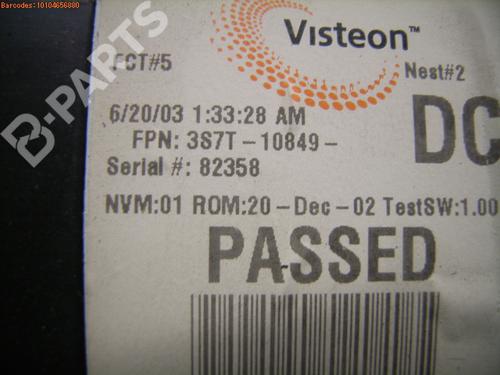 Barcodes:10104656880
Visteon™
FCT#5
Nest#2
6/20/03 1:33:28 AM
DC
FPN: 3S7T-10849-
Serial #: 82358
NVM:01 ROM:20-Dec-02 TestSW:1.00
PASSED
B-PARTS